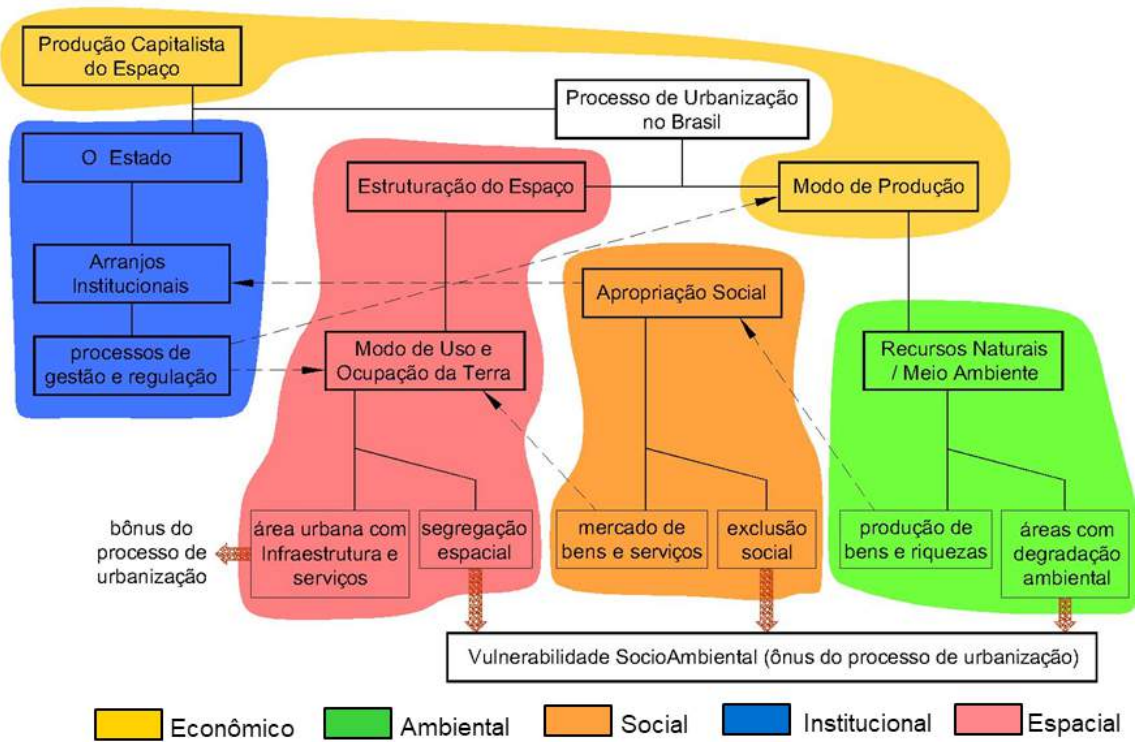 Produção Capitalista
do Espaço
Processo de Urbanização
no Brasil
O Estado
Estruturação do Espaço
Modo de Produção
Arranjos
Institucionais
Apropriação Social
processos de
gestão e regulação
Modo de Uso e
Ocupação da Terra
Recursos Naturais
/ Meio Ambiente
bônus do
processo de
urbanização
área urbana com
Infraestrutura e
serviços
segregação
espacial
mercado de
bens e serviços
exclusão
social
produção de
bens e riquezas
áreas com
degradação
ambiental
Vulnerabilidade SocioAmbiental (ônus do processo de urbanização)
Econômico
Ambiental
Social
Institucional
Espacial